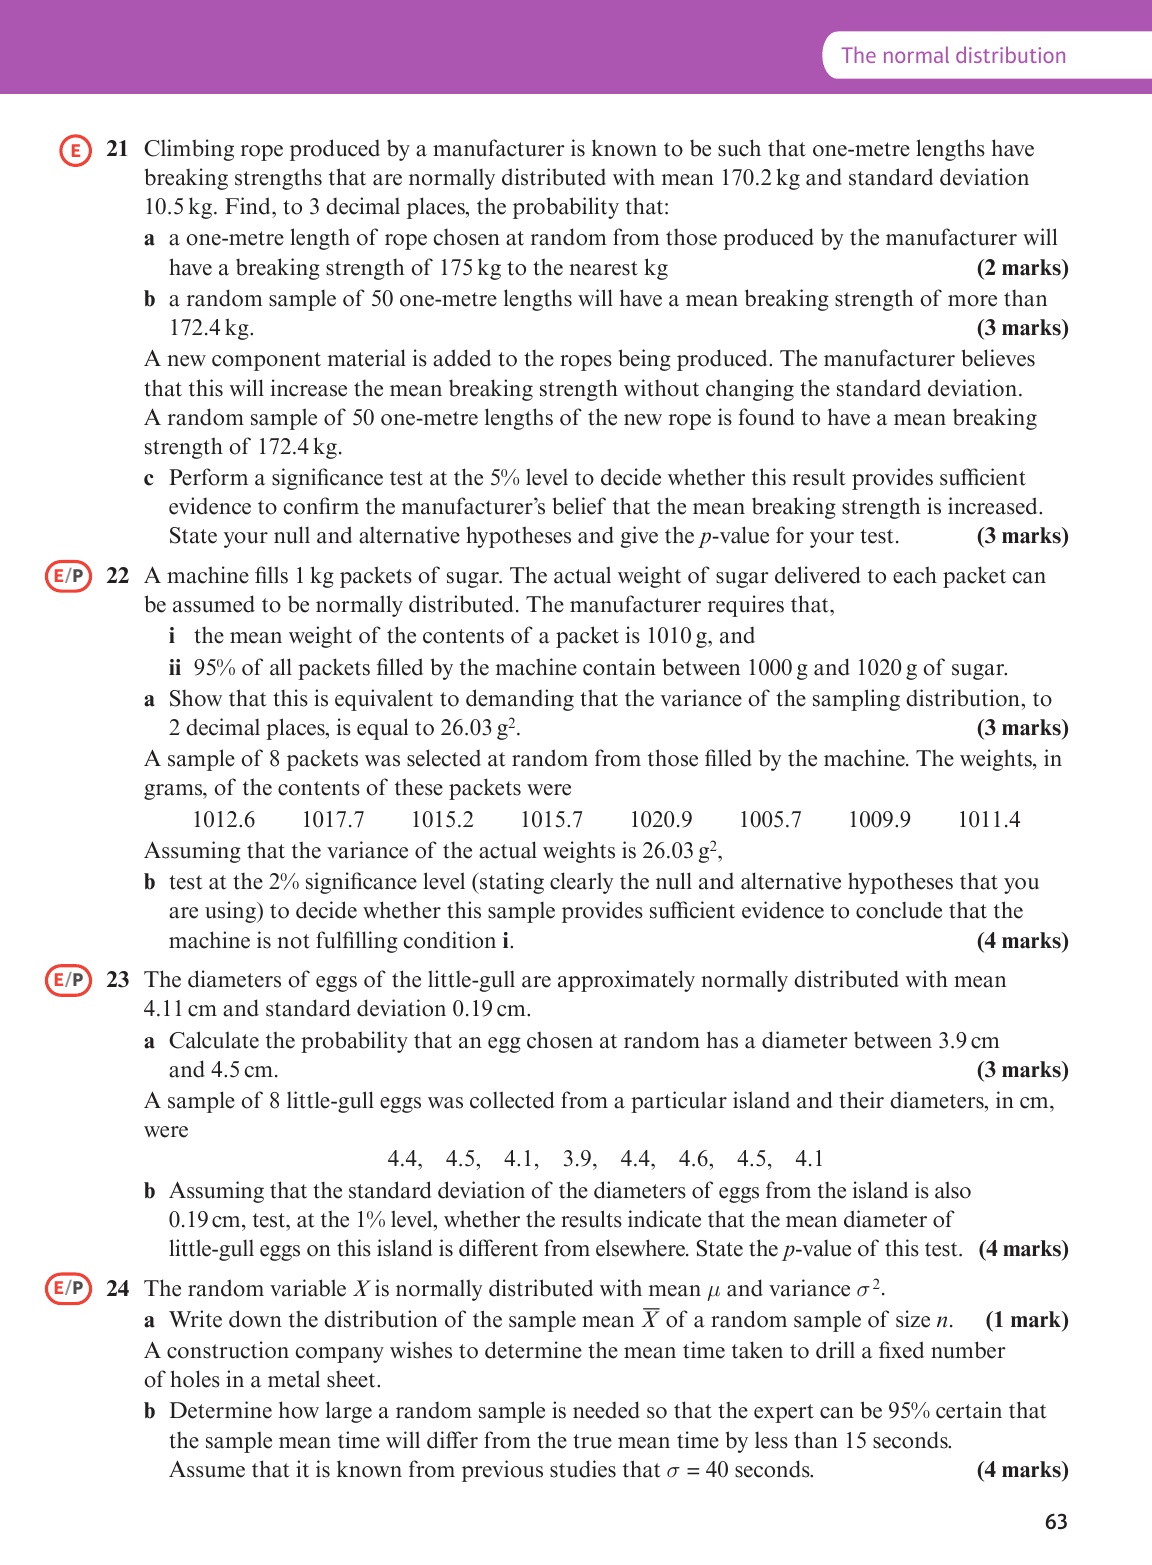 The normal distribution
E 21 Climbing rope produced by a manufacturer is known to be such that one-metre lengths have
breaking strengths that are normally distributed with mean 170.2 kg and standard deviation
10.5 kg. Find, to 3 decimal places, the probability that:
a a one-metre length of rope chosen at random from those produced by the manufacturer will
have a breaking strength of 175 kg to the nearest kg (2 marks)
b a random sample of 50 one-metre lengths will have a mean breaking strength of more than
172.4 kg. (3 marks)
A new component material is added to the ropes being produced. The manufacturer believes
that this will increase the mean breaking strength without changing the standard deviation.
A random sample of 50 one-metre lengths of the new rope is found to have a mean breaking
strength of 172.4 kg.
c Perform a significance test at the 5% level to decide whether this result provides sufficient
evidence to confirm the manufacturer's belief that the mean breaking strength is increased.
State your null and alternative hypotheses and give the p-value for your test. (3 marks)
E/P 22 A machine fills 1 kg packets of sugar. The actual weight of sugar delivered to each packet can
be assumed to be normally distributed. The manufacturer requires that,
i the mean weight of the contents of a packet is 1010 g, and
ii 95% of all packets filled by the machine contain between 1000 g and 1020 g of sugar.
a Show that this is equivalent to demanding that the variance of the sampling distribution, to
2 decimal places, is equal to 26.03 g². (3 marks)
A sample of 8 packets was selected at random from those filled by the machine. The weights, in
grams, of the contents of these packets were
1012.6 1017.7 1015.2 1015.7 1020.9 1005.7 1009.9 1011.4
Assuming that the variance of the actual weights is 26.03 g²,
b test at the 2% significance level (stating clearly the null and alternative hypotheses that you
are using) to decide whether this sample provides sufficient evidence to conclude that the
machine is not fulfilling condition i. (4 marks)
E/P 23 The diameters of eggs of the little-gull are approximately normally distributed with mean
4.11 cm and standard deviation 0.19 cm.
a Calculate the probability that an egg chosen at random has a diameter between 3.9 cm
and 4.5 cm. (3 marks)
A sample of 8 little-gull eggs was collected from a particular island and their diameters, in cm,
were
4.4, 4.5, 4.1, 3.9, 4.4, 4.6, 4.5, 4.1
b Assuming that the standard deviation of the diameters of eggs from the island is also
0.19 cm, test, at the 1% level, whether the results indicate that the mean diameter of
little-gull eggs on this island is different from elsewhere. State the p-value of this test. (4 marks)
E/P 24 The random variable X is normally distributed with mean μ and variance σ².
a Write down the distribution of the sample mean X̅ of a random sample of size n. (1 mark)
A construction company wishes to determine the mean time taken to drill a fixed number
of holes in a metal sheet.
b Determine how large a random sample is needed so that the expert can be 95% certain that
the sample mean time will differ from the true mean time by less than 15 seconds.
Assume that it is known from previous studies that σ = 40 seconds. (4 marks)
63